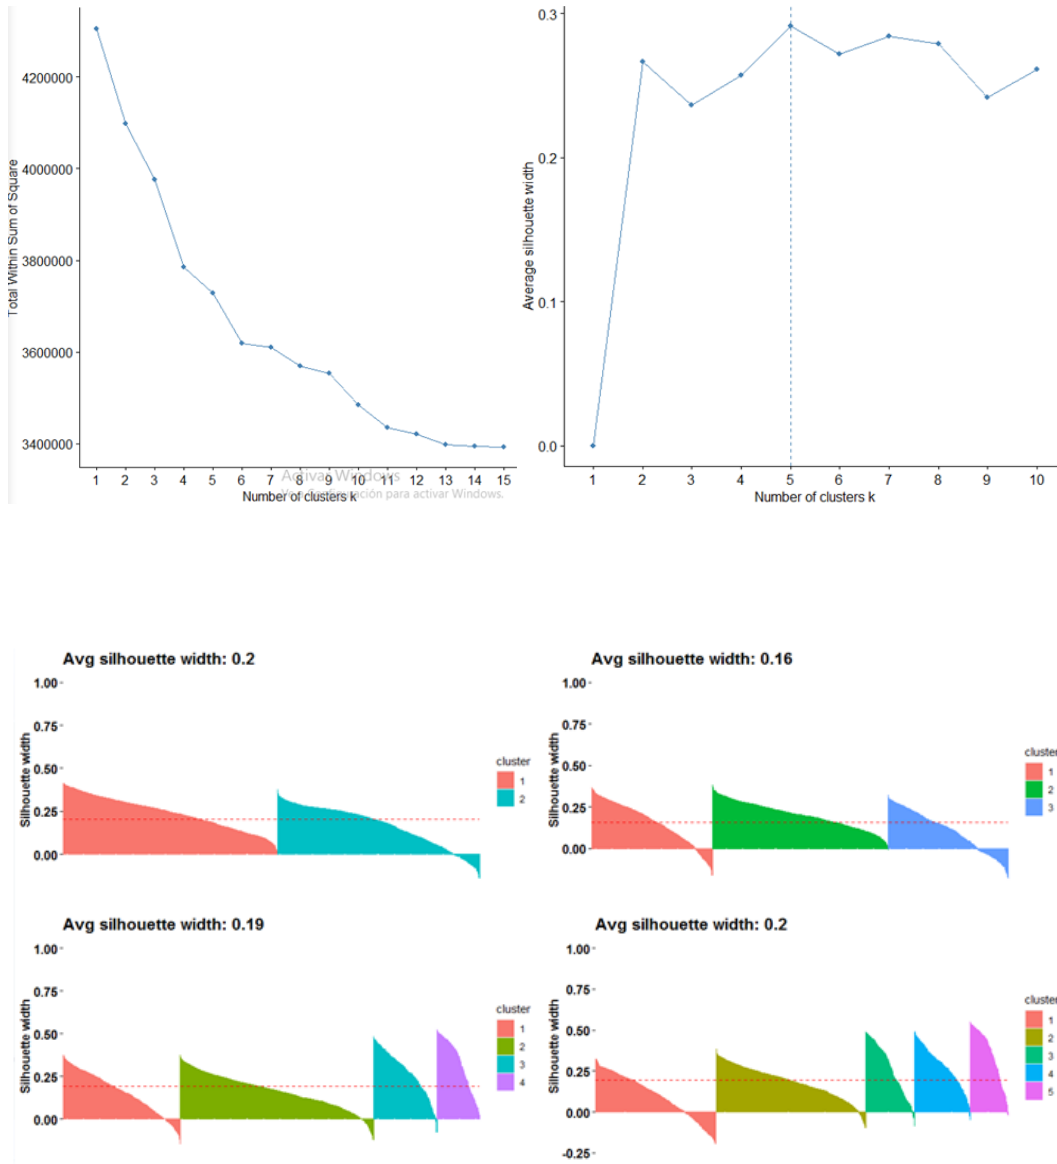 4200000
4000000
3800000
3600000
3400000
Total Within Sum of Square
1 2 3 4 5 6 7 8 9 10 11 12 13 14 15
Number of clusters k
Activar Windows
para activar Windows.
0.3
0.2
0.1
0.0
Average silhouette width
1 2 3 4 5 6 7 8 9 10
Number of clusters k
Avg silhouette width: 0.2
1.00
0.75
0.50
0.25
0.00
Silhouette width
cluster
1
2
Avg silhouette width: 0.16
1.00
0.75
0.50
0.25
0.00
Silhouette width
cluster
1
2
3
Avg silhouette width: 0.19
1.00
0.75
0.50
0.25
0.00
Silhouette width
cluster
1
2
3
4
Avg silhouette width: 0.2
1.00
0.75
0.50
0.25
0.00
-0.25
Silhouette width
cluster
1
2
3
4
5